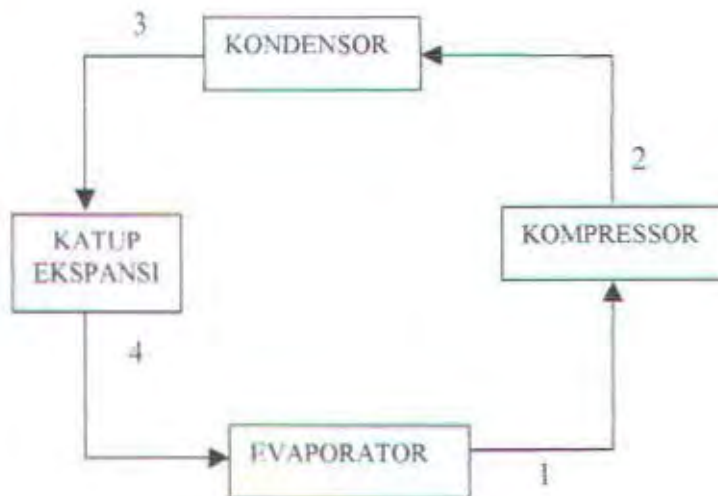 3
KONDENSOR
2
KATUP
EKSPANSI
KOMPRESSOR
4
EVAPORATOR
1